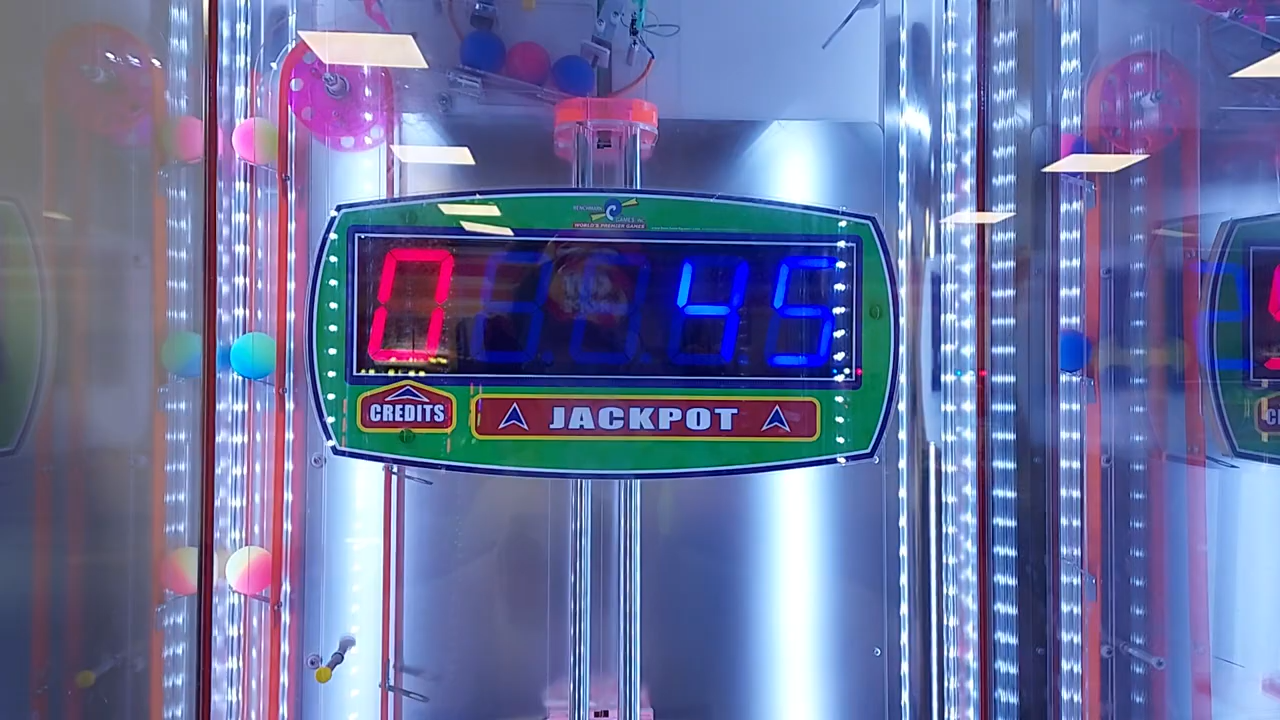 BENCHMARK
GAMES, INC.
WORLD'S PREMIER GAMES
0 45
CREDITS
JACKPOT